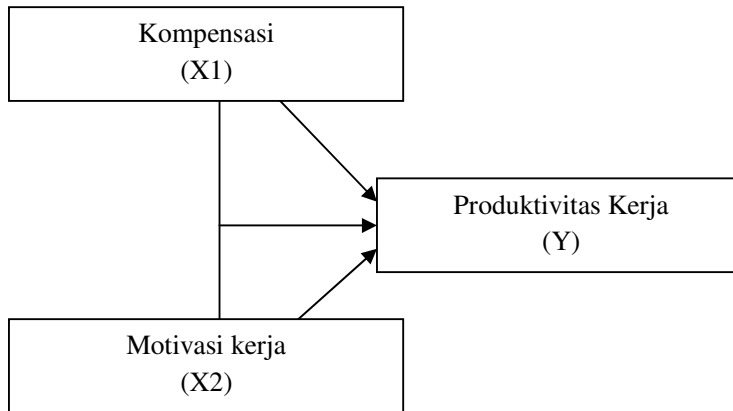 Kompensasi
(X1)
Produktivitas Kerja
(Y)
Motivasi kerja
(X2)